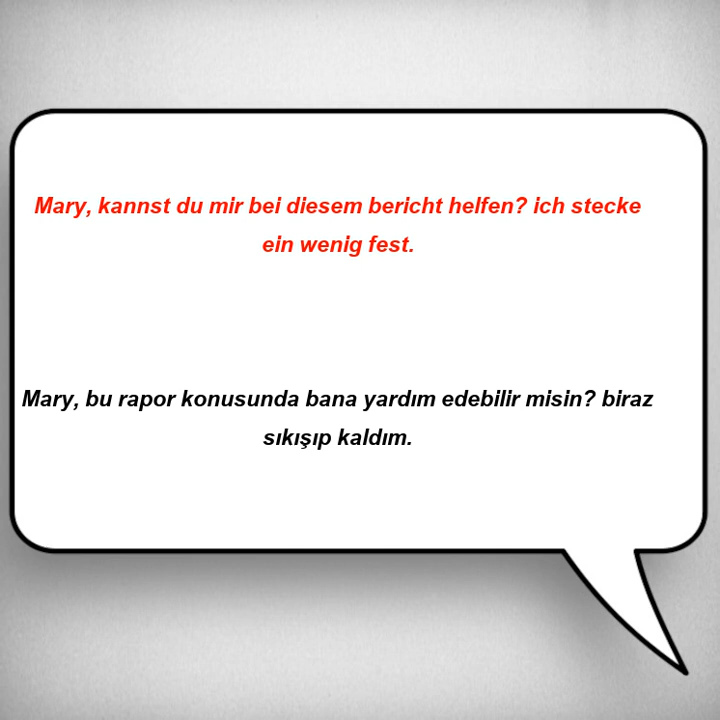 Mary, kannst du mir bei diesem bericht helfen? ich stecke
ein wenig fest.
Mary, bu rapor konusunda bana yardım edebilir misin? biraz
sıkışıp kaldım.